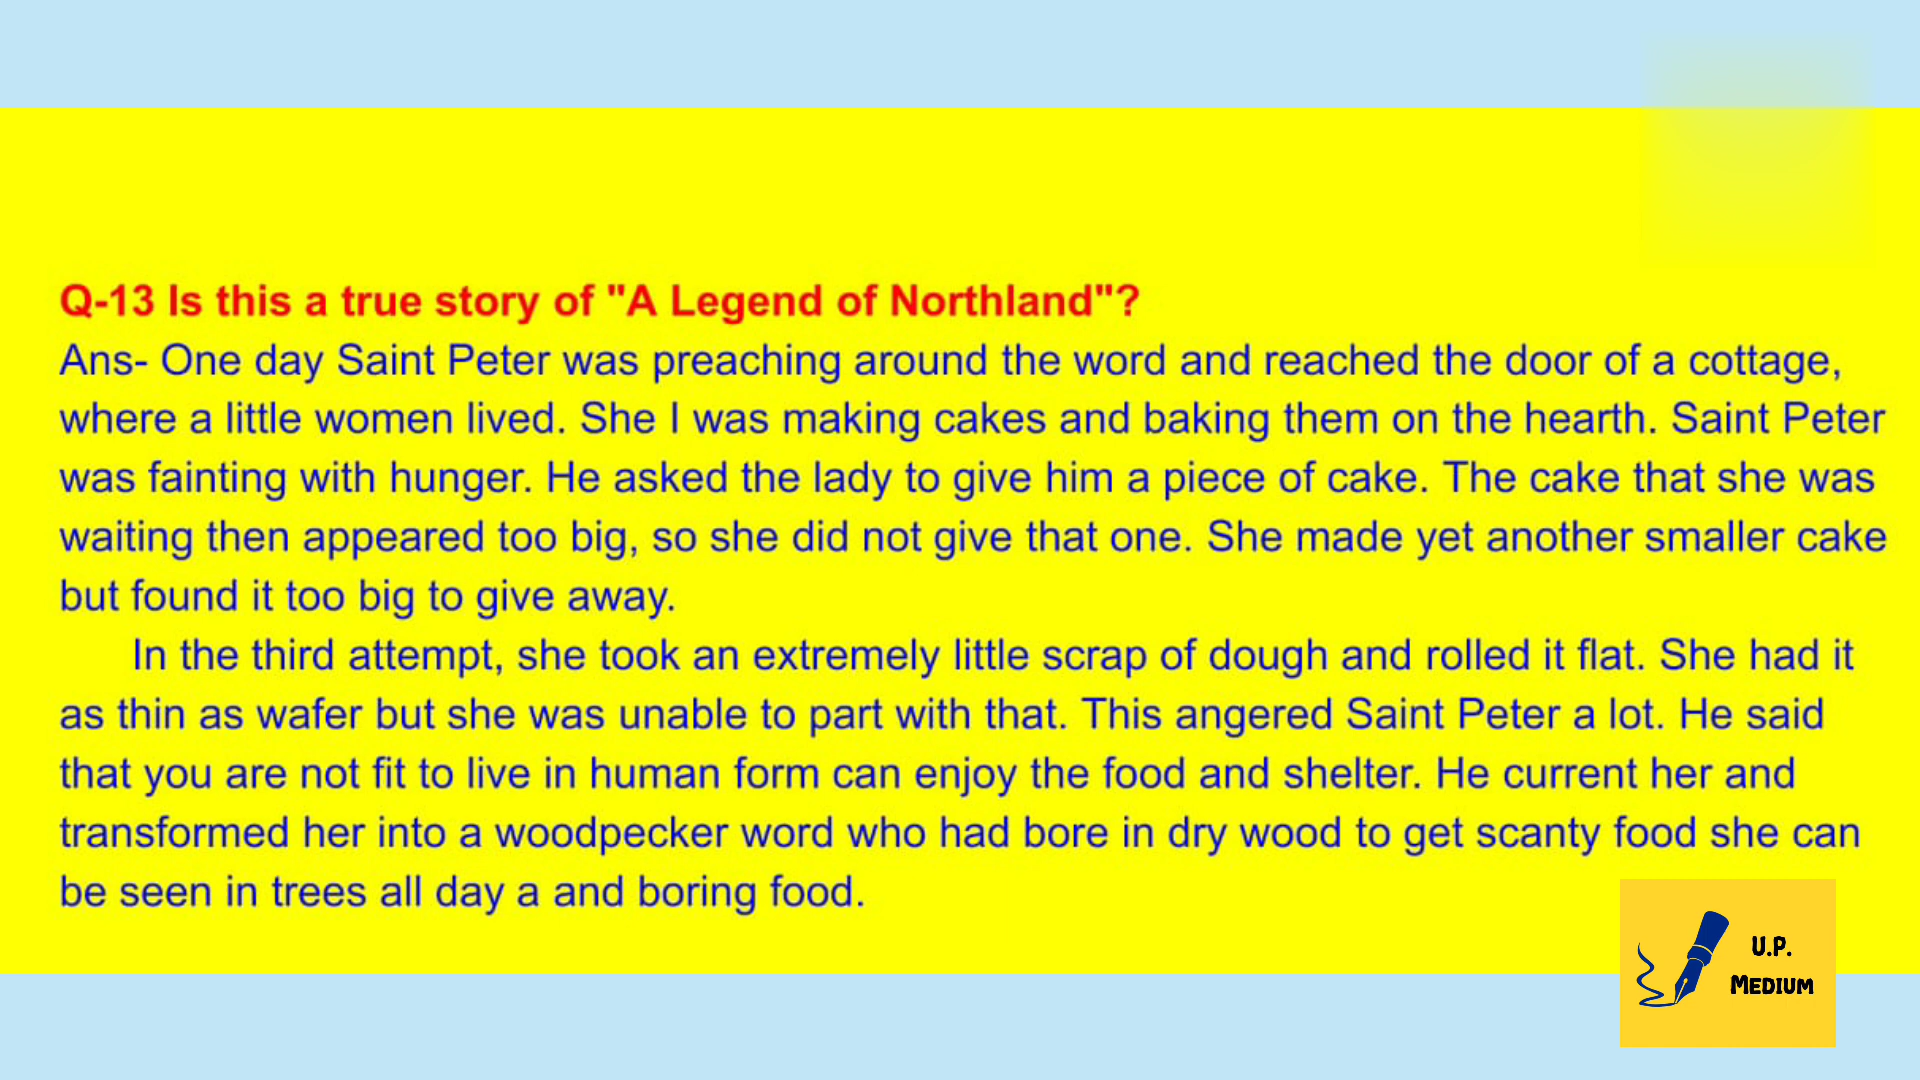 Q-13 Is this a true story of "A Legend of Northland"?
Ans- One day Saint Peter was preaching around the word and reached the door of a cottage,
where a little women lived. She I was making cakes and baking them on the hearth. Saint Peter
was fainting with hunger. He asked the lady to give him a piece of cake. The cake that she was
waiting then appeared too big, so she did not give that one. She made yet another smaller cake
but found it too big to give away.
In the third attempt, she took an extremely little scrap of dough and rolled it flat. She had it
as thin as wafer but she was unable to part with that. This angered Saint Peter a lot. He said
that you are not fit to live in human form can enjoy the food and shelter. He current her and
transformed her into a woodpecker word who had bore in dry wood to get scanty food she can
be seen in trees all day a and boring food.
U.P.
MEDIUM